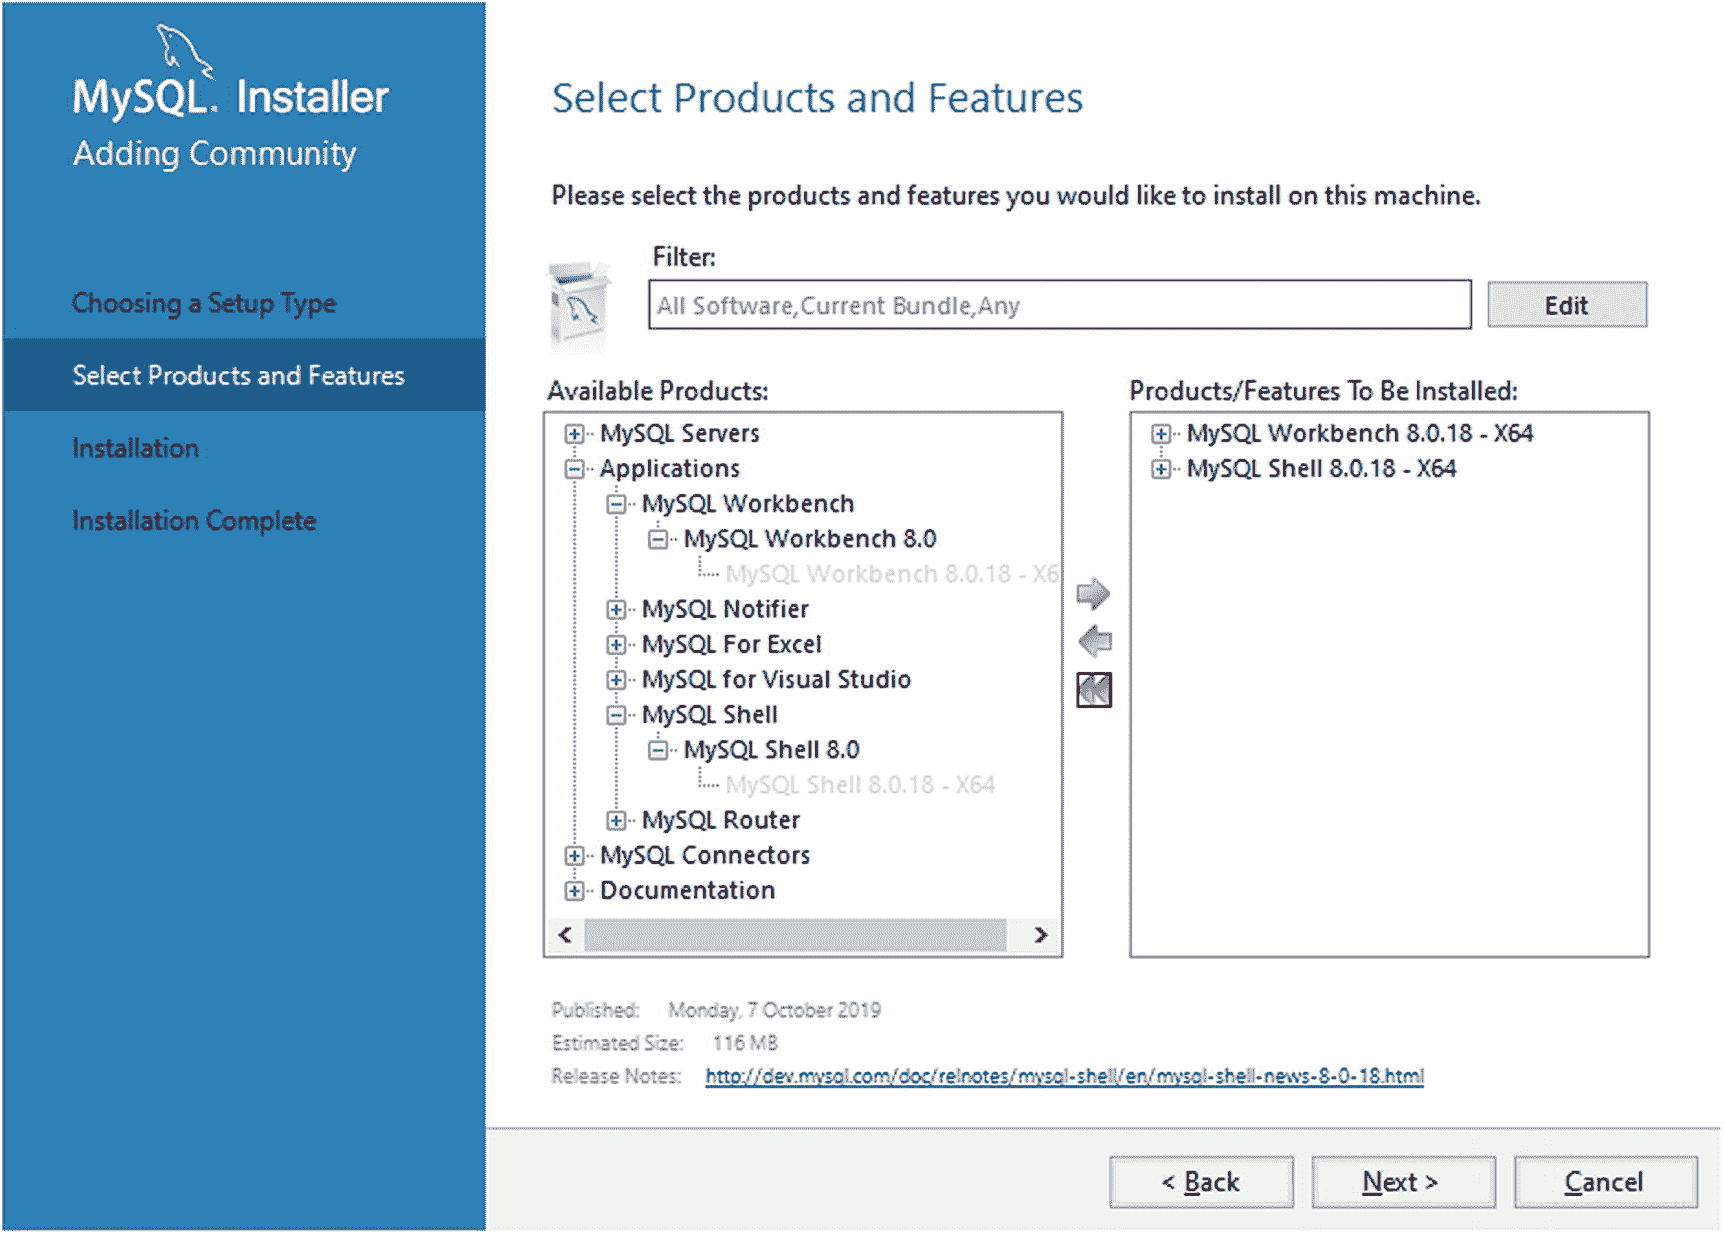 MySQL. Installer
Adding Community
Choosing a Setup Type
Select Products and Features
Installation
Installation Complete
Select Products and Features
Please select the products and features you would like to install on this machine.
Filter:
All Software,Current Bundle,Any
Edit
Available Products:
MySQL Servers
Applications
MySQL Workbench
MySQL Workbench 8.0
MySQL Workbench 8.0.18 - X6
MySQL Notifier
MySQL For Excel
MySQL for Visual Studio
MySQL Shell
MySQL Shell 8.0
MySQL Shell 8.0.18 - X64
MySQL Router
MySQL Connectors
Documentation
Products/Features To Be Installed:
MySQL Workbench 8.0.18 - X64
MySQL Shell 8.0.18 - X64
Published: Monday, 7 October 2019
Estimated Size: 116 MB
Release Notes: http://dev.mysql.com/doc/relnotes/mysql-shell/en/mysql-shell-news-8-0-18.html
< Back
Next >
Cancel